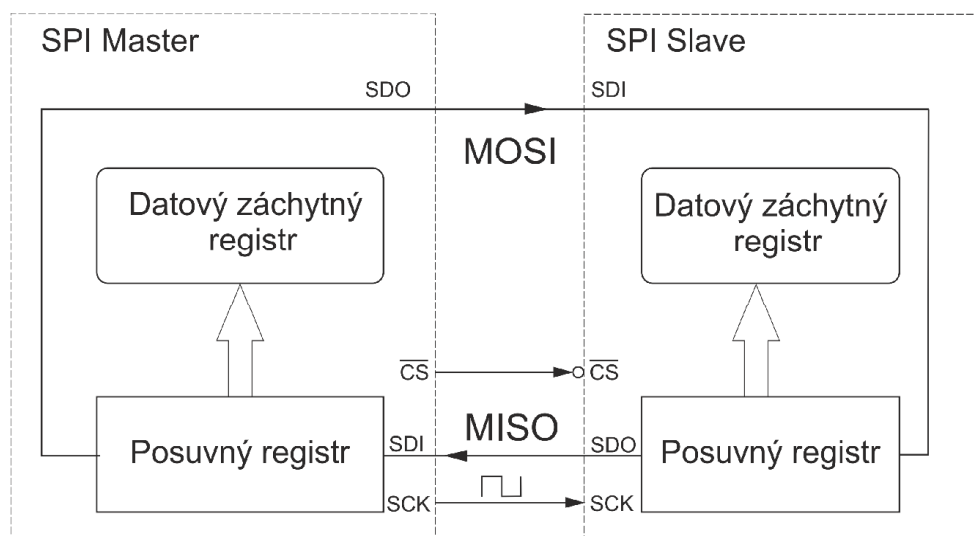 SPI Master
SPI Slave
SDO
SDI
MOSI
Datový záchytný
registr
Datový záchytný
registr
CS
CS
MISO
Posuvný registr
SDI
SDO
Posuvný registr
SCK
SCK